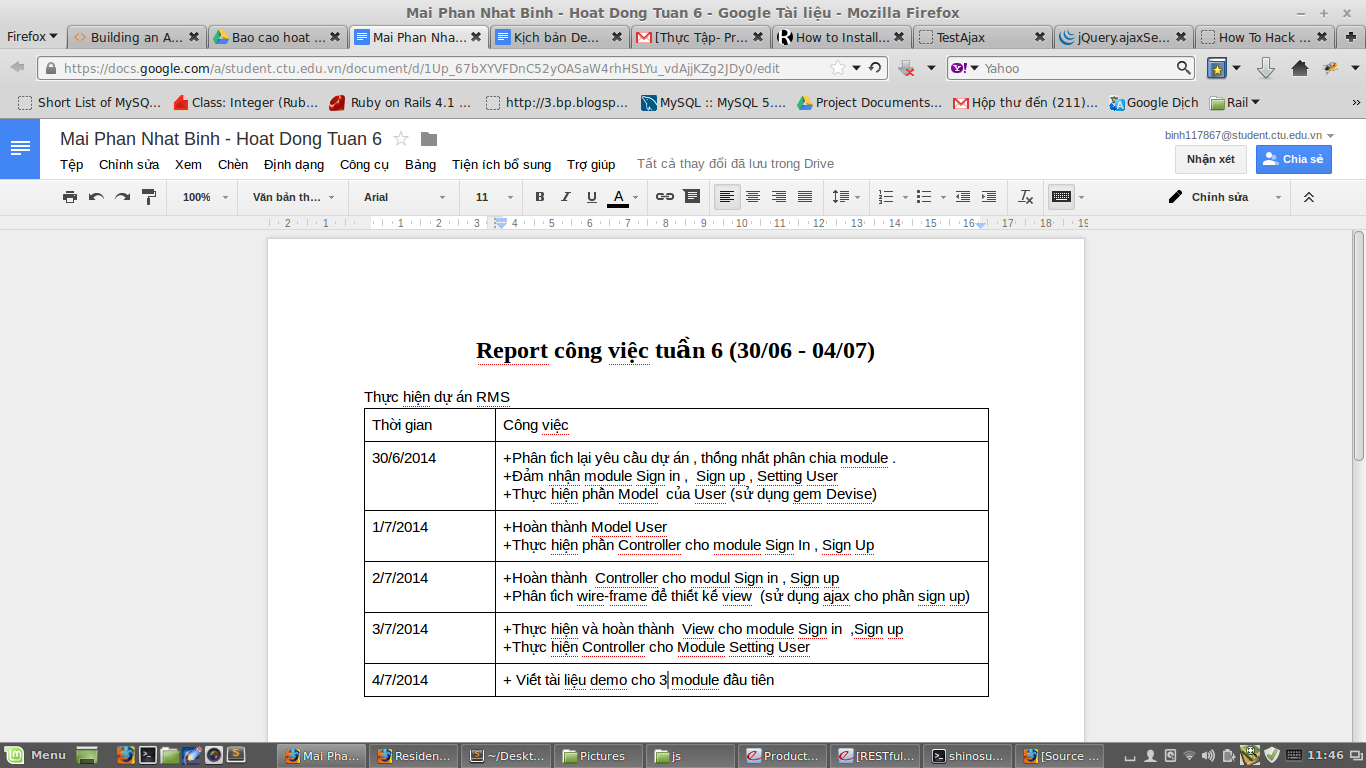 Mai Phan Nhat Binh - Hoat Dong Tuan 6 - Google Tài liệu - Mozilla Firefox
Firefox Building an A... Bao cao hoat ... Mai Phan Nha... Kịch bản De... [Thực Tập- Pr... How to Install... TestAjax jQuery.ajaxSe... How To Hack ...
https://docs.google.com/a/student.ctu.edu.vn/document/d/1Up_67bXYVFDnC52yOASaW4rhHSLYu_vdAjjKZg2JDy0/edit Yahoo
Short List of MySQ... Class: Integer (Rub... Ruby on Rails 4.1 ... http://3.bp.blogsp... MySQL :: MySQL 5.... Project Documents... Hộp thư đến (211)... Google Dịch Rail »
Mai Phan Nhat Binh - Hoat Dong Tuan 6 binh117867@student.ctu.edu.vn
Tệp Chỉnh sửa Xem Chèn Định dạng Công cụ Bảng Tiện ích bổ sung Trợ giúp Tất cả thay đổi đã lưu trong Drive Nhận xét Chia sẻ
100% Văn bản th... Arial 11 B I U A Chỉnh sửa
2 1 1 2 3 4 5 6 7 8 9 10 11 12 13 14 15 16 17 18 19
Report công việc tuần 6 (30/06 - 04/07)
Thực hiện dự án RMS
Thời gian Công việc
30/6/2014 +Phân tích lại yêu cầu dự án , thống nhất phân chia module .
+Đảm nhận module Sign in , Sign up , Setting User
+Thực hiện phần Model của User (sử dụng gem Devise)
1/7/2014 +Hoàn thành Model User
+Thực hiện phần Controller cho module Sign In , Sign Up
2/7/2014 +Hoàn thành Controller cho modul Sign in , Sign up
+Phân tích wire-frame để thiết kế view (sử dụng ajax cho phần sign up)
3/7/2014 +Thực hiện và hoàn thành View cho module Sign in ,Sign up
+Thực hiện Controller cho Module Setting User
4/7/2014 + Viết tài liệu demo cho 3 module đầu tiên
Menu Mai Pha... Residen... ~/Deskt... Pictures js Product... [RESTful... shinosu... [Source ... 11:46